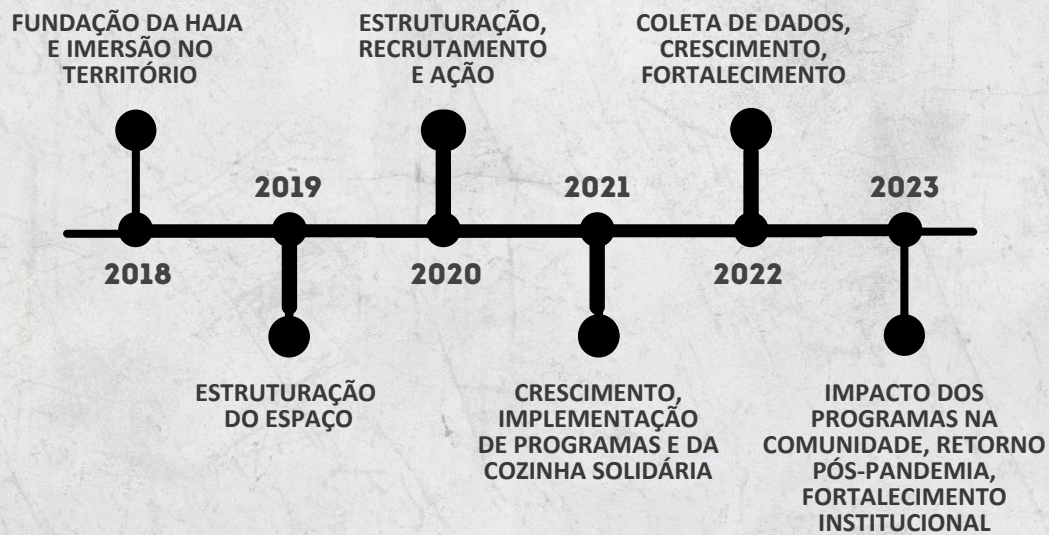 FUNDAÇÃO DA HAJA
E IMERSÃO NO
TERRITÓRIO
2018
2019
ESTRUTURAÇÃO
DO ESPAÇO
ESTRUTURAÇÃO,
RECRUTAMENTO
E AÇÃO
2020
2021
CRESCIMENTO,
IMPLEMENTAÇÃO
DE PROGRAMAS E DA
COZINHA SOLIDÁRIA
COLETA DE DADOS,
CRESCIMENTO,
FORTALECIMENTO
2022
2023
IMPACTO DOS
PROGRAMAS NA
COMUNIDADE, RETORNO
PÓS-PANDEMIA,
FORTALECIMENTO
INSTITUCIONAL